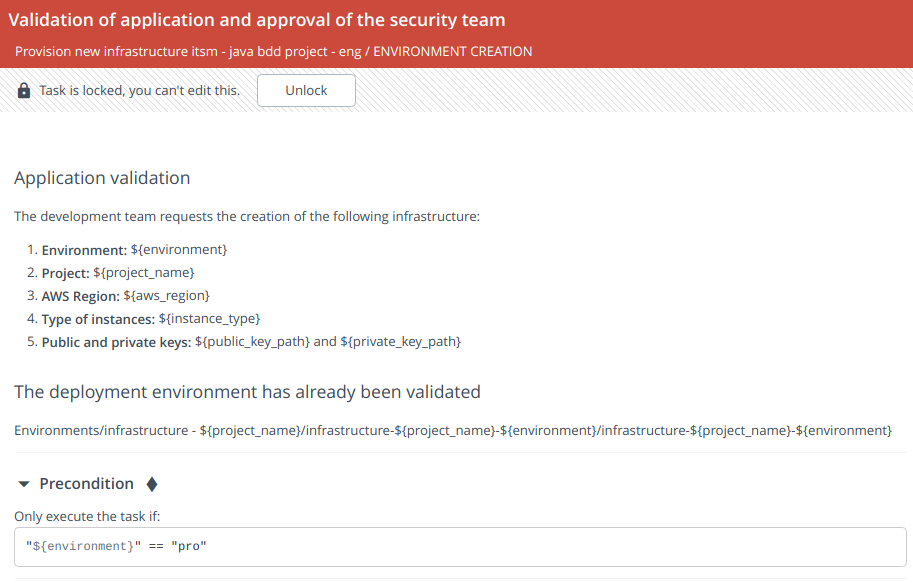 Validation of application and approval of the security team
Provision new infrastructure itsm - java bdd project - eng / ENVIRONMENT CREATION
Task is locked, you can't edit this.
Unlock
Application validation
The development team requests the creation of the following infrastructure:
1. Environment: ${environment}
2. Project: ${project_name}
3. AWS Region: ${aws_region}
4. Type of instances: ${instance_type}
5. Public and private keys: ${public_key_path} and ${private_key_path}
The deployment environment has already been validated
Environments/infrastructure - ${project_name}/infrastructure-${project_name}-${environment}/infrastructure-${project_name}-${environment}
Precondition
Only execute the task if:
"${environment}" == "pro"